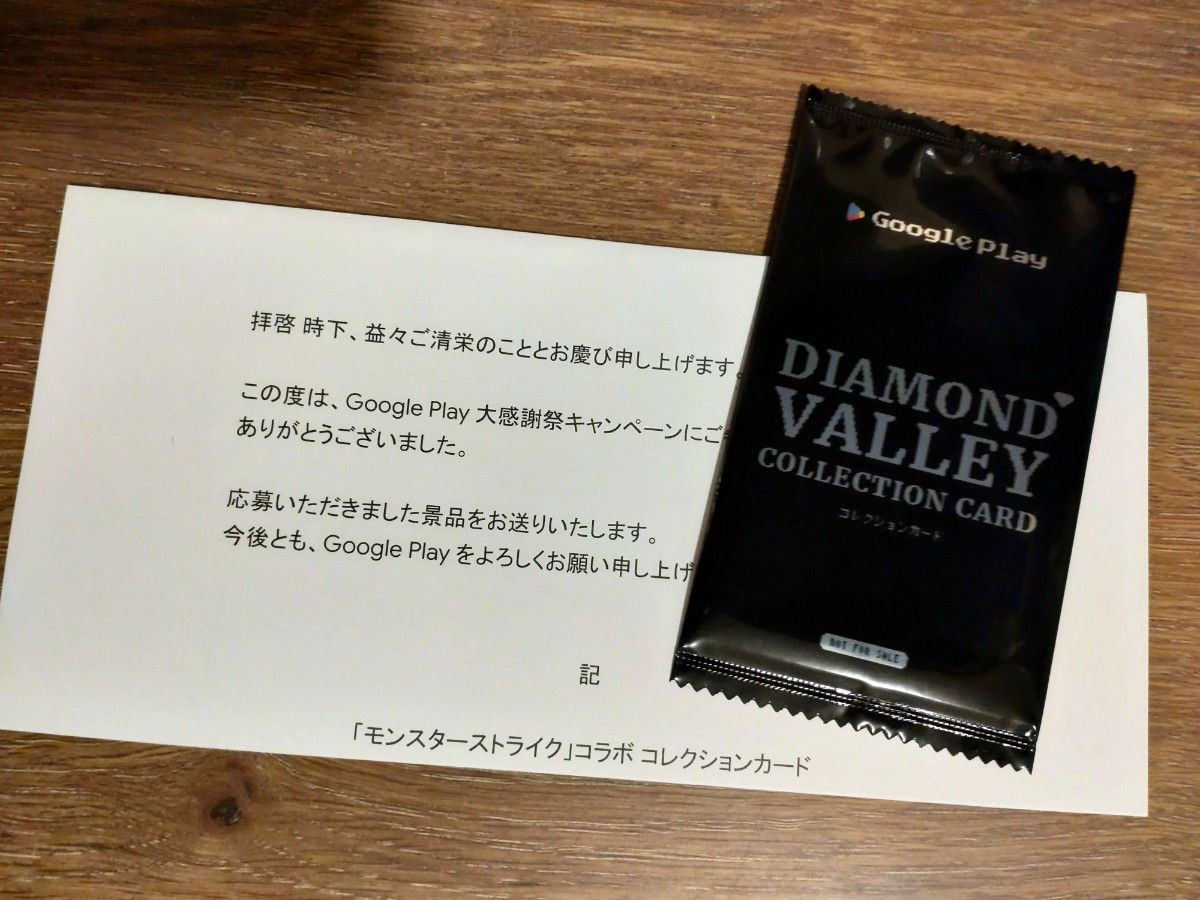 拝啓 時下、益々ご清栄のこととお慶び申し上げます。
この度は、Google Play 大感謝祭キャンペーンにご
ありがとうございました。
応募いただきました景品をお送りいたします。
今後とも、Google Play をよろしくお願い申し上げ
記
「モンスターストライク」コラボ コレクションカード
Google Play
DIAMOND
VALLEY
COLLECTION CARD
コレクションカード
NOT FOR SALE